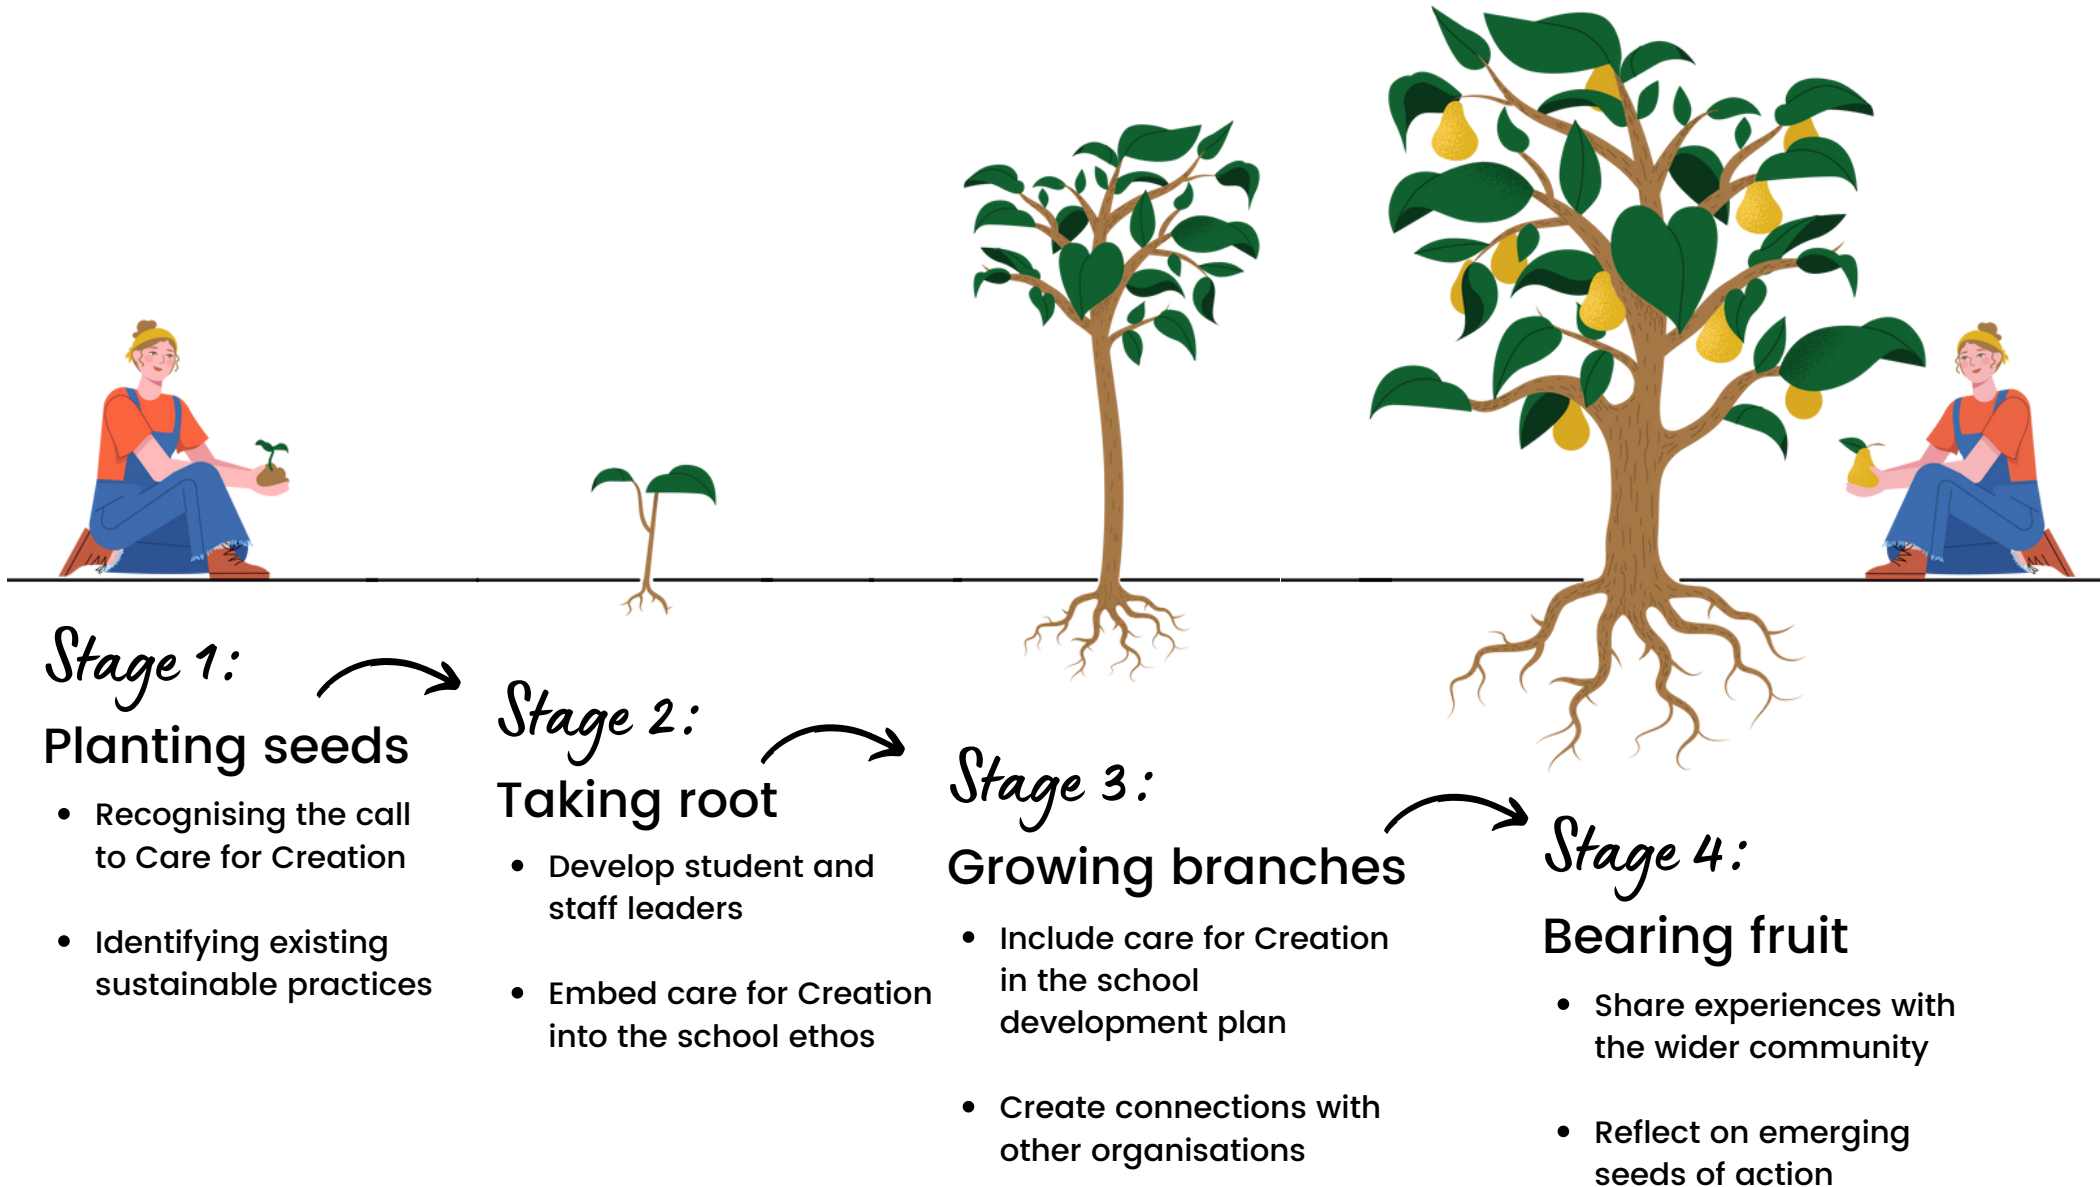 Stage 1:
Planting seeds
• Recognising the call
to Care for Creation
• Identifying existing
sustainable practices
Stage 2:
Taking root
• Develop student and
staff leaders
• Embed care for Creation
into the school ethos
Stage 3:
Growing branches
• Include care for Creation
in the school
development plan
• Create connections with
other organisations
Stage 4:
Bearing fruit
• Share experiences with
the wider community
• Reflect on emerging
seeds of action